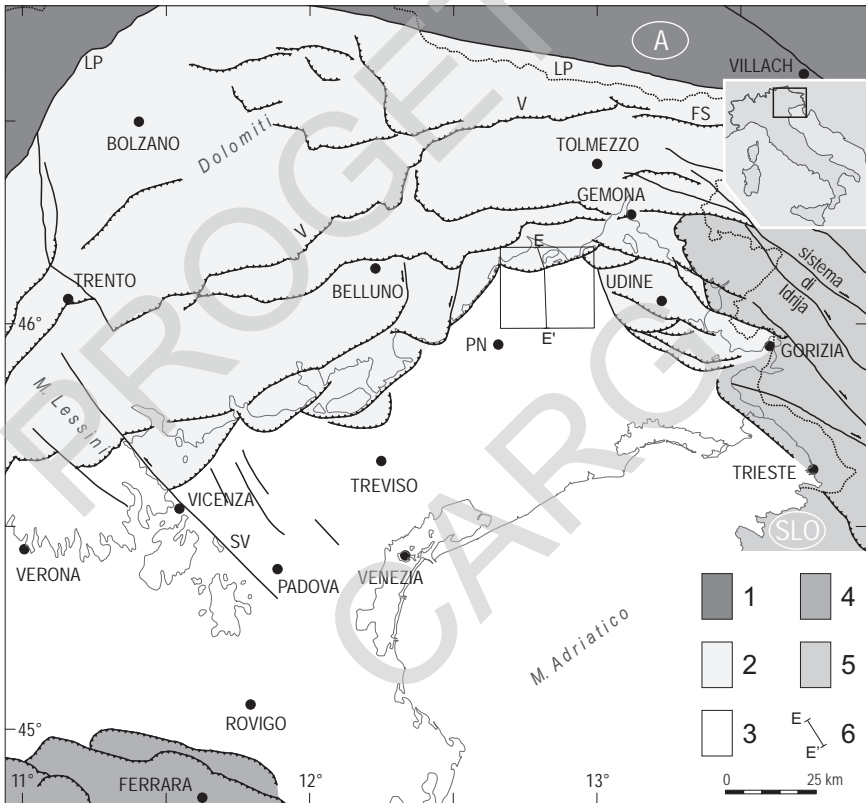 A
VILLACH
LP
LP
V
FS
BOLZANO
Dolomiti
TOLMEZZO
GEMONA
V
E
sistema
di
Idrija
TRENTO
BELLUNO
UDINE
46°
E'
PN
GORIZIA
M. Lessini
TREVISO
TRIESTE
VICENZA
SV
SLO
VERONA
PADOVA
VENEZIA
M. Adriatico
1
4
2
5
ROVIGO
45°
3
E
E'
6
11°
FERRARA
12°
13°
0
25 km
PROGETTO
CARG